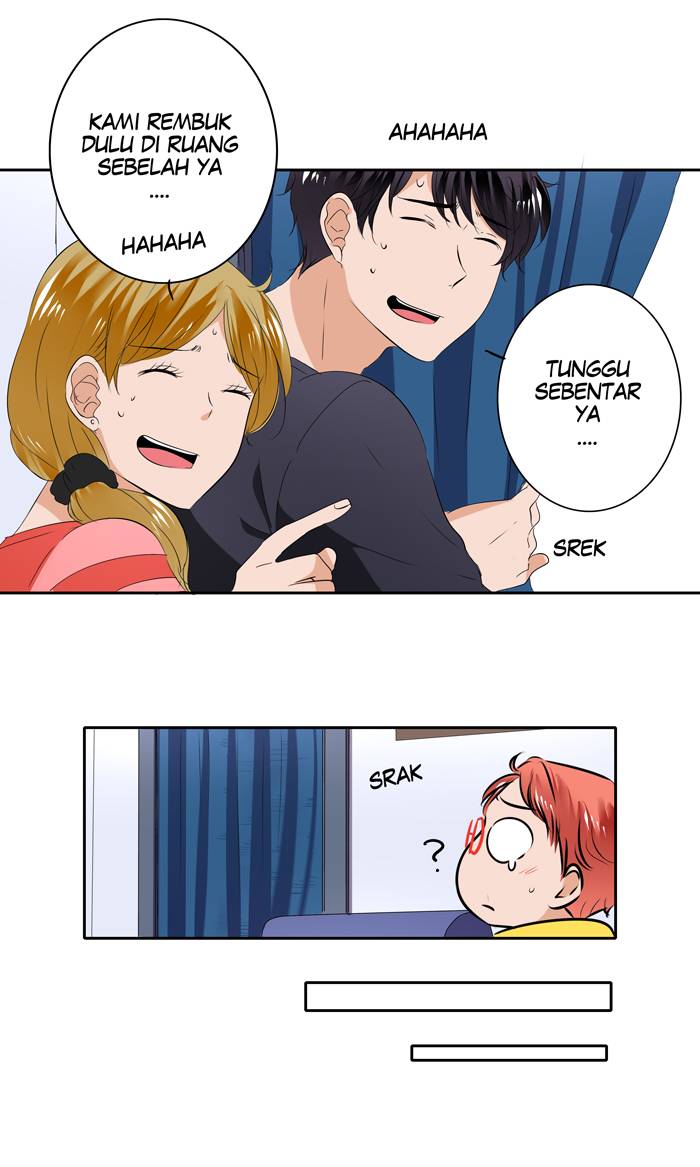 KAMI REMBUK
DULU DI RUANG
SEBELAH YA
....
AHAHAHA
HAHAHA
TUNGGU
SEBENTAR
YA
....
SREK
SRAK
?